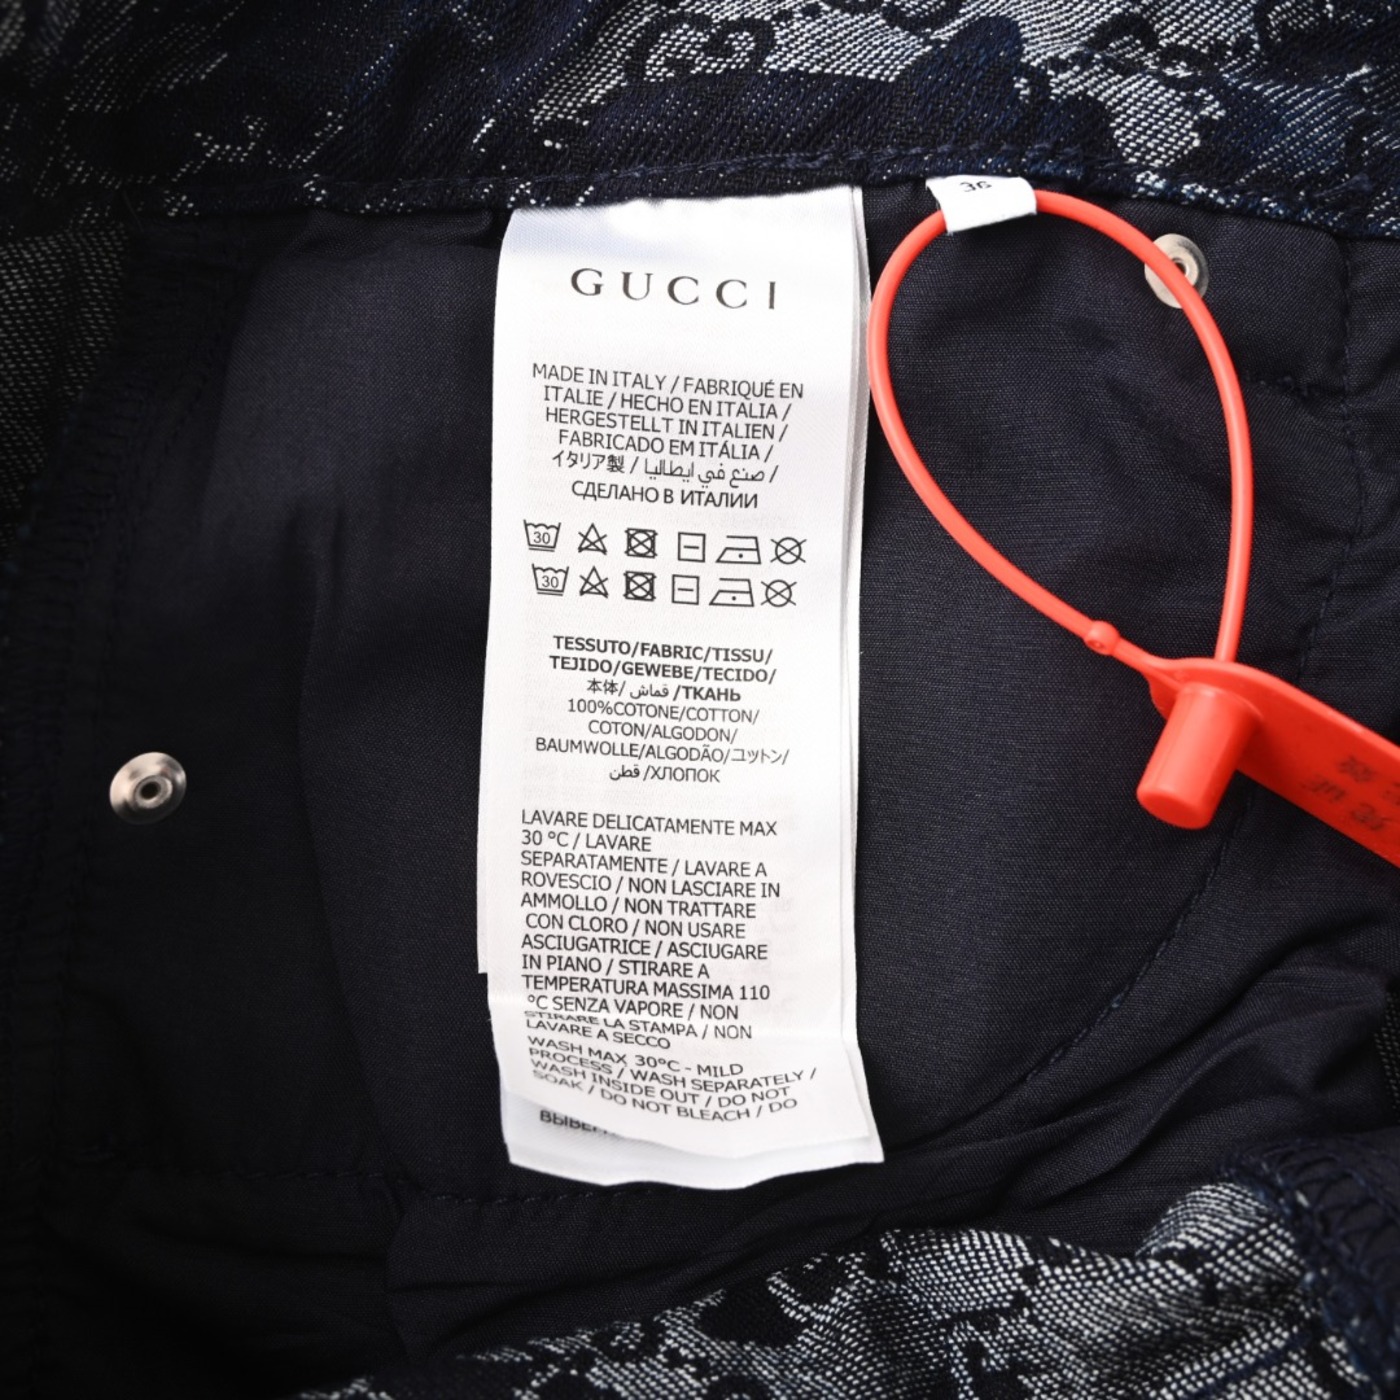 36
GUCCI
MADE IN ITALY / FABRIQUÉ EN
ITALIE / HECHO EN ITALIA /
HERGESTELLT IN ITALIEN /
FABRICADO EM ITÁLIA /
イタリア製 / صنع في ايطاليا /
СДЕЛАНО В ИТАЛИИ
30
30
TESSUTO/FABRIC/TISSU/
TEJIDO/GEWEBE/TECIDO/
本体/ قماش /ТКАНЬ
100%COTONE/COTTON/
COTON/ALGODON/
BAUMWOLLE/ALGODÃO/コットン/
قطن /ХЛОПОК
LAVARE DELICATAMENTE MAX
30 °C / LAVARE
SEPARATAMENTE / LAVARE A
ROVESCIO / NON LASCIARE IN
AMMOLLO / NON TRATTARE
CON CLORO / NON USARE
ASCIUGATRICE / ASCIUGARE
IN PIANO / STIRARE A
TEMPERATURA MASSIMA 110
°C SENZA VAPORE / NON
STIRARE LA STAMPA / NON
LAVARE A SECCO
WASH MAX 30°C - MILD
PROCESS / WASH SEPARATELY /
WASH INSIDE OUT / DO NOT
SOAK / DO NOT BLEACH / DO